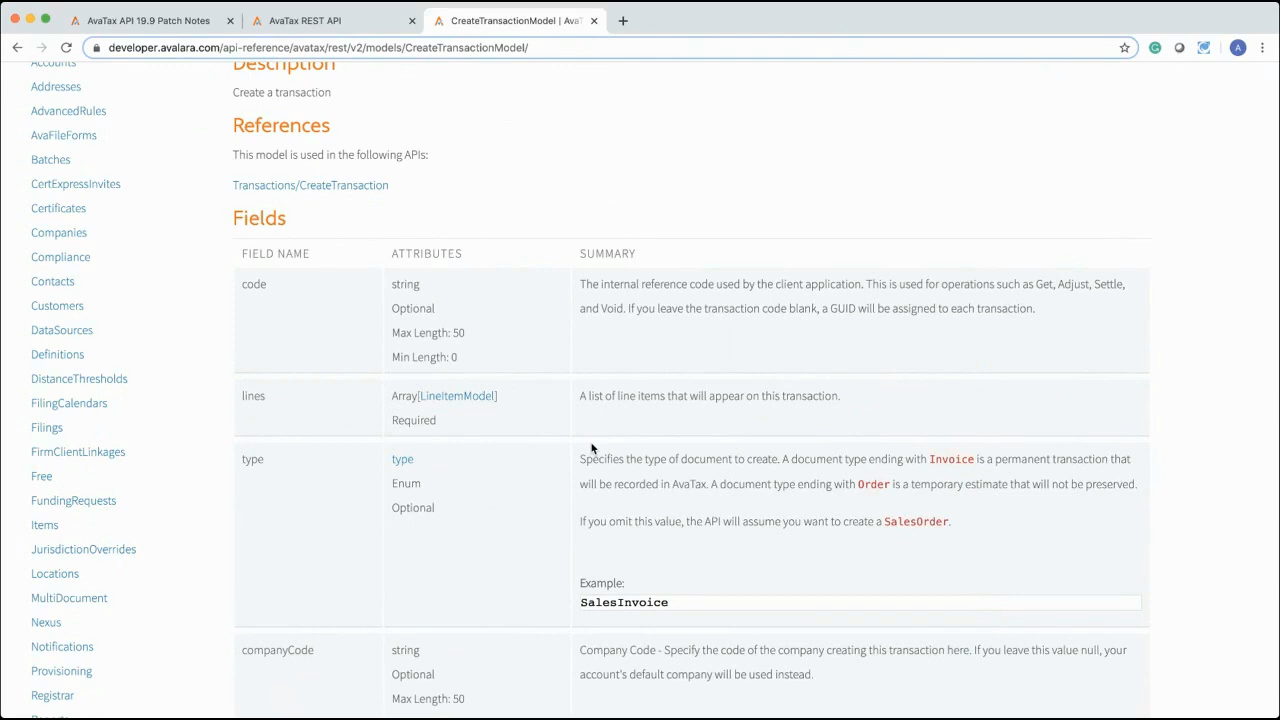 AvaTax API 19.9 Patch Notes
AvaTax REST API
CreateTransactionModel | AvaT
developer.avalara.com/api-reference/avatax/rest/v2/models/CreateTransactionModel/
A
Accounts
Addresses
AdvancedRules
AvaFileForms
Batches
CertExpressInvites
Certificates
Companies
Compliance
Contacts
Customers
DataSources
Definitions
DistanceThresholds
FilingCalendars
Filings
FirmClientLinkages
Free
FundingRequests
Items
JurisdictionOverrides
Locations
MultiDocument
Nexus
Notifications
Provisioning
Registrar
Description
Create a transaction
References
This model is used in the following APIs:
Transactions/CreateTransaction
Fields
FIELD NAME ATTRIBUTES SUMMARY
code
string
Optional
Max Length: 50
Min Length: 0
The internal reference code used by the client application. This is used for operations such as Get, Adjust, Settle,
and Void. If you leave the transaction code blank, a GUID will be assigned to each transaction.
lines
Array[LineItemModel]
Required
A list of line items that will appear on this transaction.
type
type
Enum
Optional
Specifies the type of document to create. A document type ending with Invoice is a permanent transaction that
will be recorded in AvaTax. A document type ending with Order is a temporary estimate that will not be preserved.
If you omit this value, the API will assume you want to create a SalesOrder.
Example:
SalesInvoice
companyCode
string
Optional
Max Length: 50
Company Code - Specify the code of the company creating this transaction here. If you leave this value null, your
account's default company will be used instead.